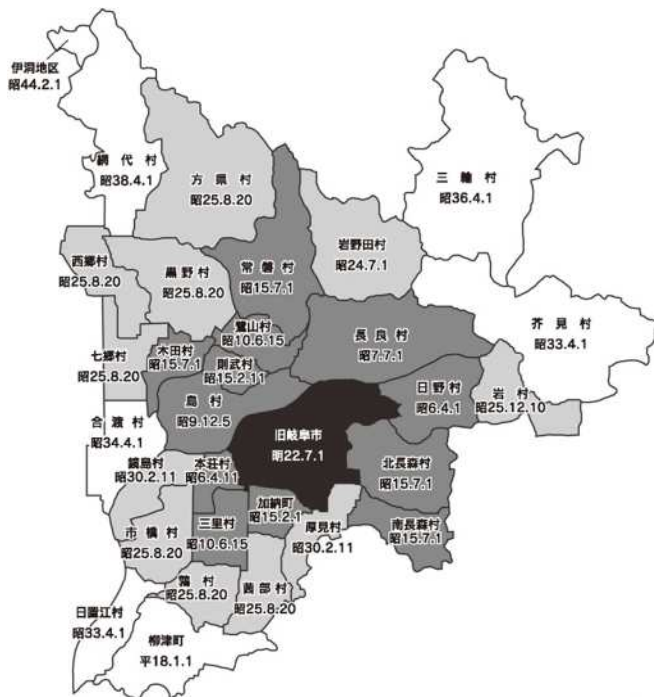 伊洞地区
昭44.2.1
網代村
昭38.4.1
方県村
昭25.8.20
三輪村
昭36.4.1
岩野田村
昭24.7.1
西郷村
昭25.8.20
黒野村
昭25.8.20
常磐村
昭15.7.1
鷺山村
昭10.6.15
長良村
昭7.7.1
芥見村
昭33.4.1
七郷村
昭25.8.20
木田村
昭15.7.1
則武村
昭15.2.11
日野村
昭6.4.1
岩村
昭25.12.10
島村
昭9.12.5
合渡村
昭34.4.1
旧岐阜市
明22.7.1
鏡島村
昭30.2.11
本荘村
昭6.4.11
北長森村
昭15.7.1
加納町
昭15.2.1
市橋村
昭25.8.20
三里村
昭10.6.15
厚見村
昭30.2.11
南長森村
昭15.7.1
鶉村
昭25.8.20
茜部村
昭25.8.20
日置江村
昭33.4.1
柳津町
平18.1.1